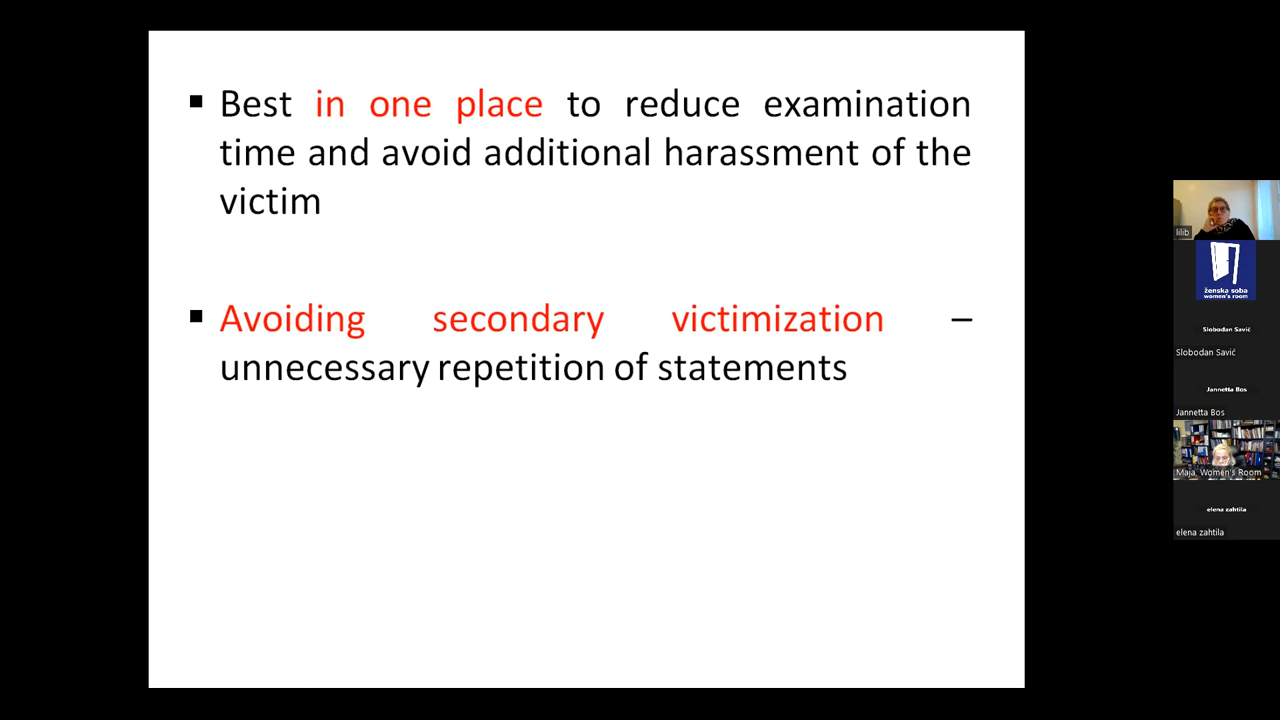 ▪ Best in one place to reduce examination
time and avoid additional harassment of the
victim
▪ Avoiding secondary victimization –
unnecessary repetition of statements
lilib
ženska soba
women's room
Slobodan Savić
Slobodan Savić
Jannetta Bos
Jannetta Bos
Maja, Women's Room
elena zahtila
elena zahtila